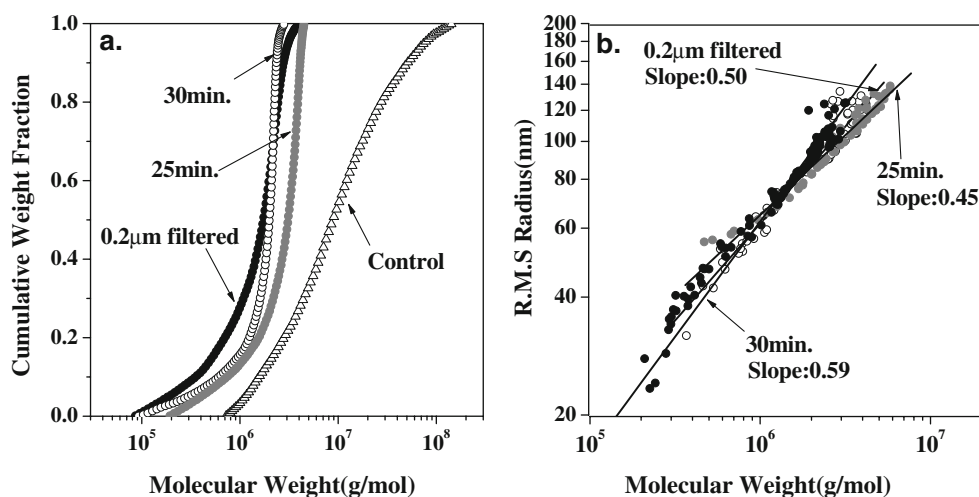 a.
1.0
0.8
0.6
0.4
0.2
0.0
Cumulative Weight Fraction
30min.
25min.
0.2μm filtered
Control
10^5
10^6
10^7
10^8
Molecular Weight(g/mol)
b.
200
180
160
140
120
100
80
60
40
20
R.M.S Radius(nm)
0.2μm filtered
Slope:0.50
25min.
Slope:0.45
30min.
Slope:0.59
10^5
10^6
10^7
Molecular Weight(g/mol)